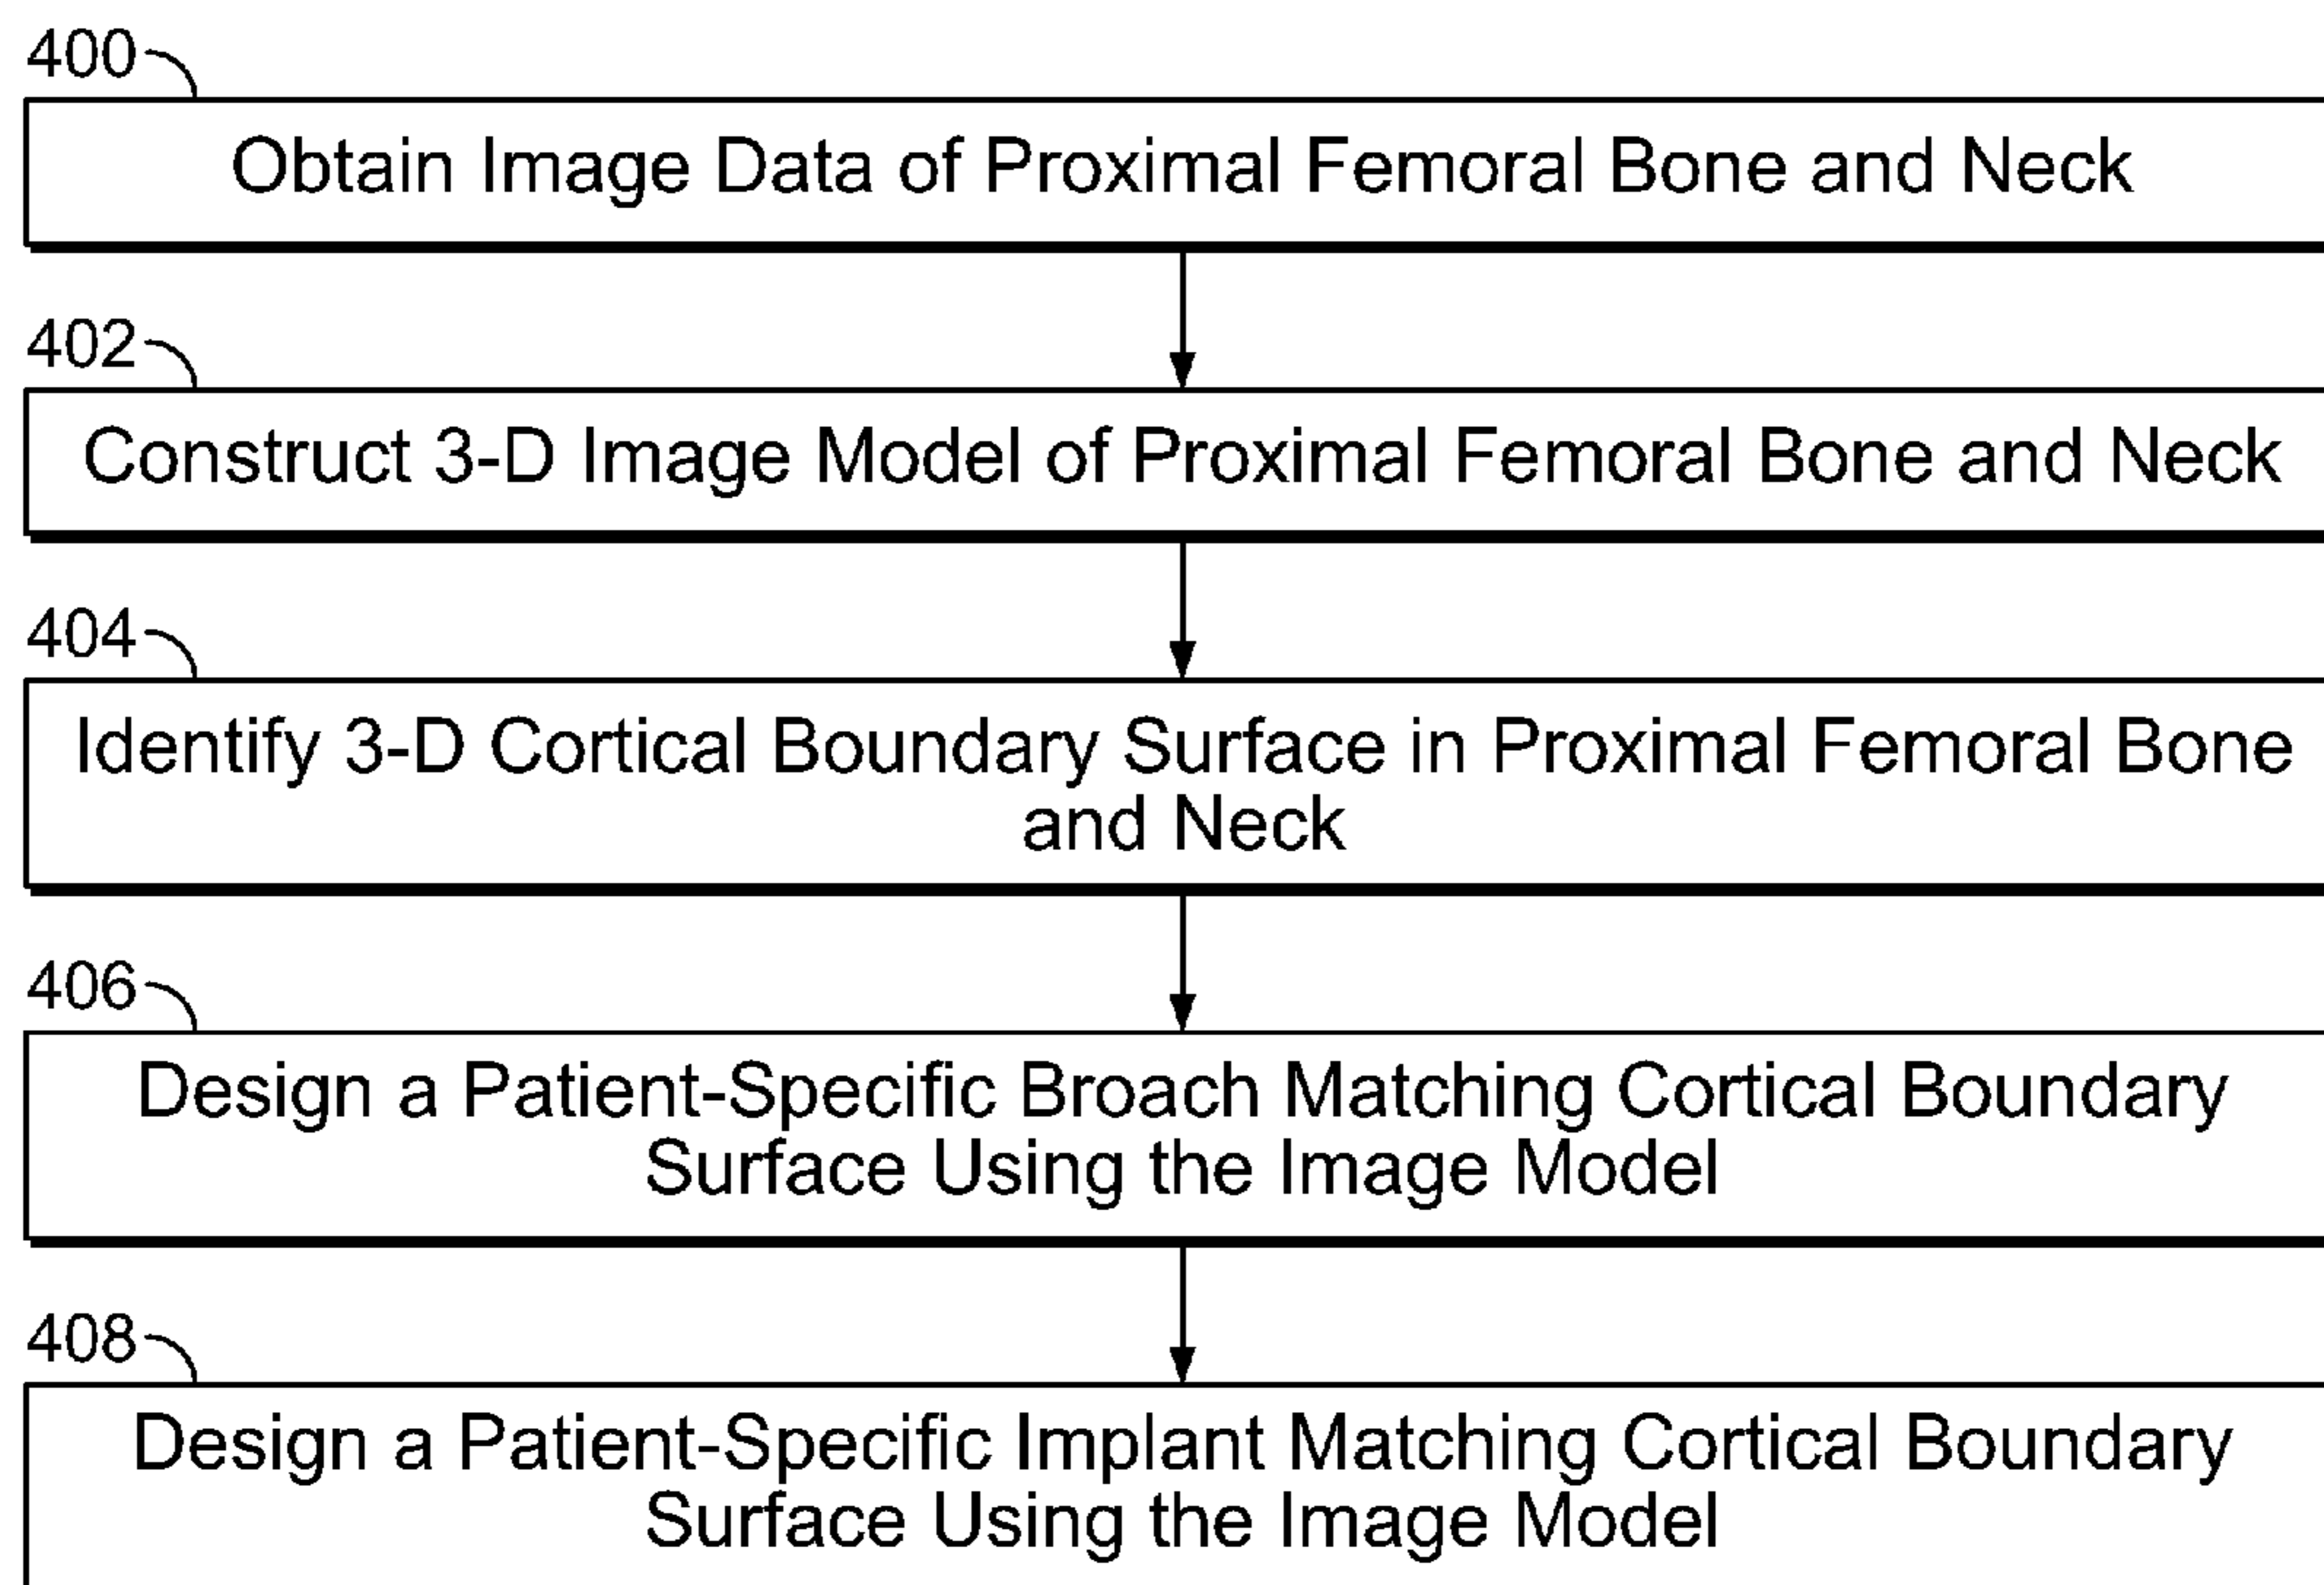 400
Obtain Image Data of Proximal Femoral Bone and Neck
402
Construct 3-D Image Model of Proximal Femoral Bone and Neck
404
Identify 3-D Cortical Boundary Surface in Proximal Femoral Bone
and Neck
406
Design a Patient-Specific Broach Matching Cortical Boundary
Surface Using the Image Model
408
Design a Patient-Specific Implant Matching Cortical Boundary
Surface Using the Image Model